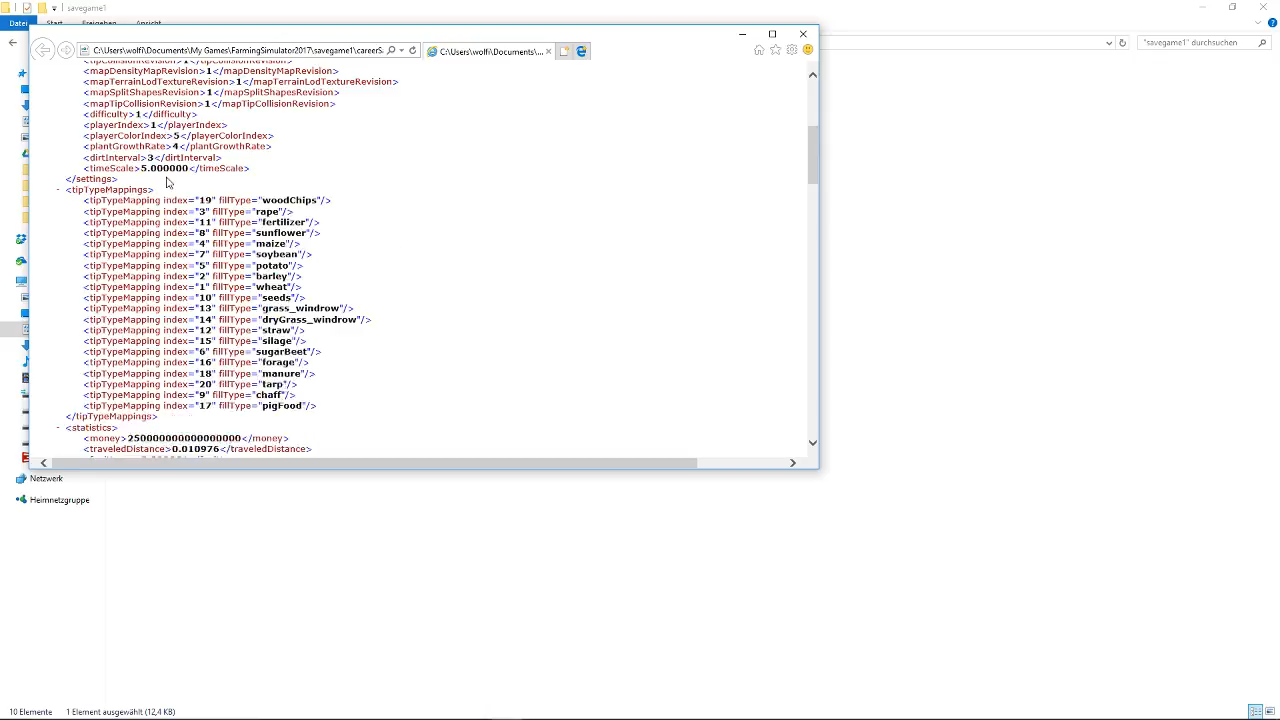 savegame1
Datei Start Freigeben Ansicht
C:\Users\wolfi\Documents\My Games\FarmingSimulator2017\savegame1\careerS
C:\Users\wolfi\Documents\...
"savegame1" durchsuchen
<tipCollisionRevision>1</tipCollisionRevision>
<mapDensityMapRevision>1</mapDensityMapRevision>
<mapTerrainLodTextureRevision>1</mapTerrainLodTextureRevision>
<mapSplitShapesRevision>1</mapSplitShapesRevision>
<mapTipCollisionRevision>1</mapTipCollisionRevision>
<difficulty>1</difficulty>
<playerIndex>1</playerIndex>
<playerColorIndex>5</playerColorIndex>
<plantGrowthRate>4</plantGrowthRate>
<dirtInterval>3</dirtInterval>
<timeScale>5.000000</timeScale>
</settings>
- <tipTypeMappings>
<tipTypeMapping index="19" fillType="woodChips"/>
<tipTypeMapping index="3" fillType="rape"/>
<tipTypeMapping index="11" fillType="fertilizer"/>
<tipTypeMapping index="8" fillType="sunflower"/>
<tipTypeMapping index="4" fillType="maize"/>
<tipTypeMapping index="7" fillType="soybean"/>
<tipTypeMapping index="5" fillType="potato"/>
<tipTypeMapping index="2" fillType="barley"/>
<tipTypeMapping index="1" fillType="wheat"/>
<tipTypeMapping index="10" fillType="seeds"/>
<tipTypeMapping index="13" fillType="grass_windrow"/>
<tipTypeMapping index="14" fillType="dryGrass_windrow"/>
<tipTypeMapping index="12" fillType="straw"/>
<tipTypeMapping index="15" fillType="silage"/>
<tipTypeMapping index="6" fillType="sugarBeet"/>
<tipTypeMapping index="16" fillType="forage"/>
<tipTypeMapping index="18" fillType="manure"/>
<tipTypeMapping index="20" fillType="tarp"/>
<tipTypeMapping index="9" fillType="chaff"/>
<tipTypeMapping index="17" fillType="pigFood"/>
</tipTypeMappings>
- <statistics>
<money>250000000000000000</money>
<traveledDistance>0.010976</traveledDistance>
Netzwerk
Heimnetzgruppe
10 Elemente 1 Element ausgewählt (12,4 KB)